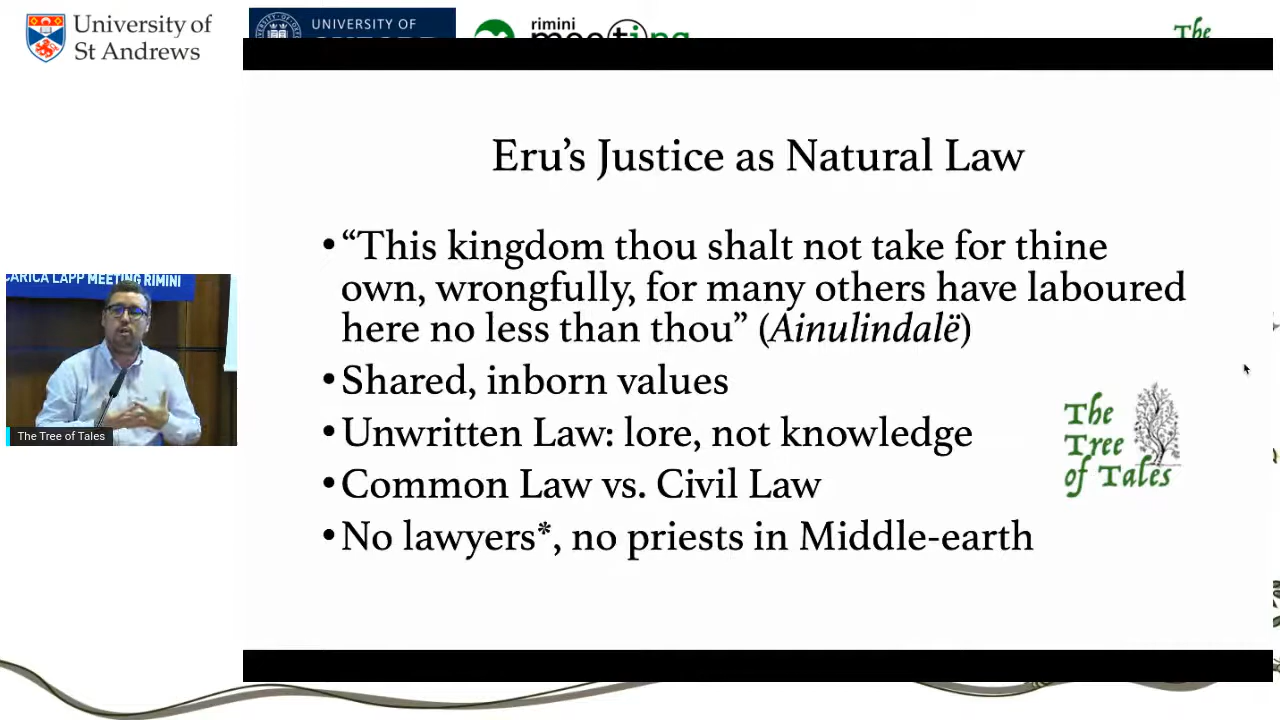 University of
St Andrews
UNIVERSITY OF
rimini
The
Eru's Justice as Natural Law
•“This kingdom thou shalt not take for thine
own, wrongfully, for many others have laboured
here no less than thou” (Ainulindalë)
•Shared, inborn values
•Unwritten Law: lore, not knowledge
•Common Law vs. Civil Law
•No lawyers*, no priests in Middle-earth
The
Tree
of Tales
MEETING RIMINI
The Tree of Tales